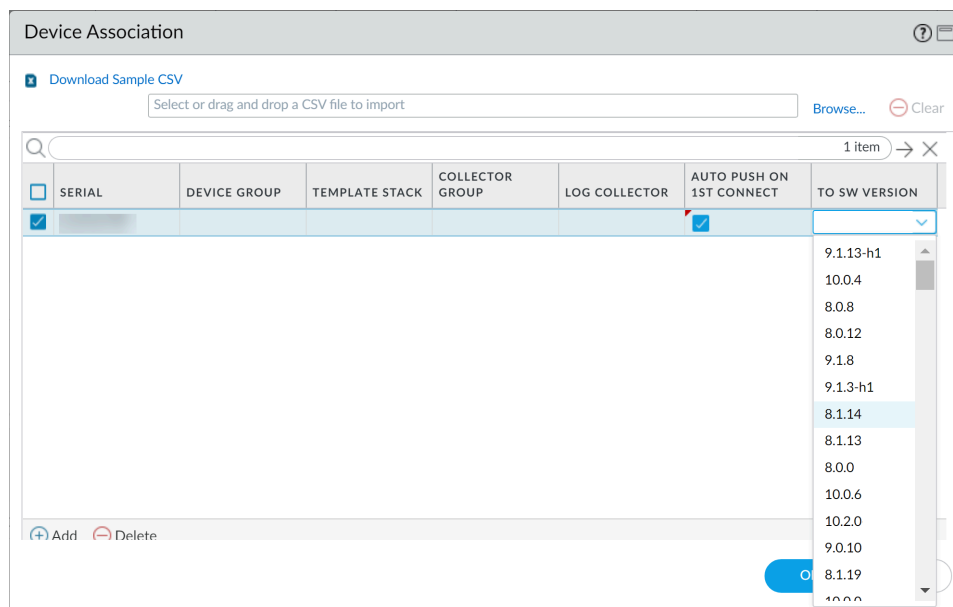 Device Association
Download Sample CSV
Select or drag and drop a CSV file to import
Browse...
Clear
1 item
SERIAL
DEVICE GROUP
TEMPLATE STACK
COLLECTOR
GROUP
LOG COLLECTOR
AUTO PUSH ON
1ST CONNECT
TO SW VERSION
9.1.13-h1
10.0.4
8.0.8
8.0.12
9.1.8
9.1.3-h1
8.1.14
8.1.13
8.0.0
10.0.6
10.2.0
9.0.10
8.1.19
10.0.0
Add
Delete